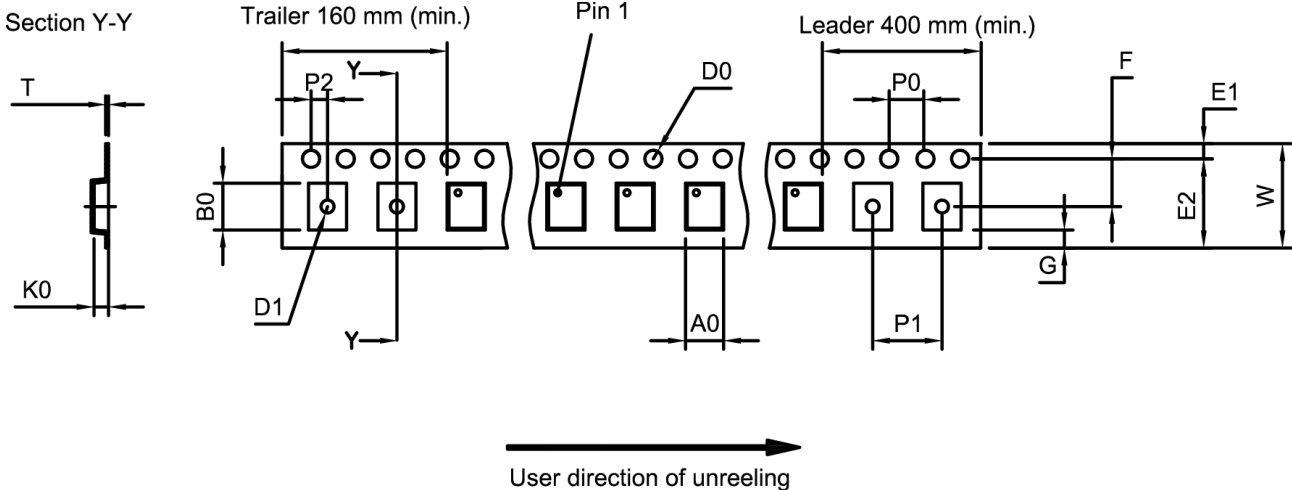 Section Y-Y
Trailer 160 mm (min.)
Pin 1
Leader 400 mm (min.)
F
T
P2
Y
D0
P0
E1
B0
E2
W
K0
D1
Y
A0
P1
G
User direction of unreeling